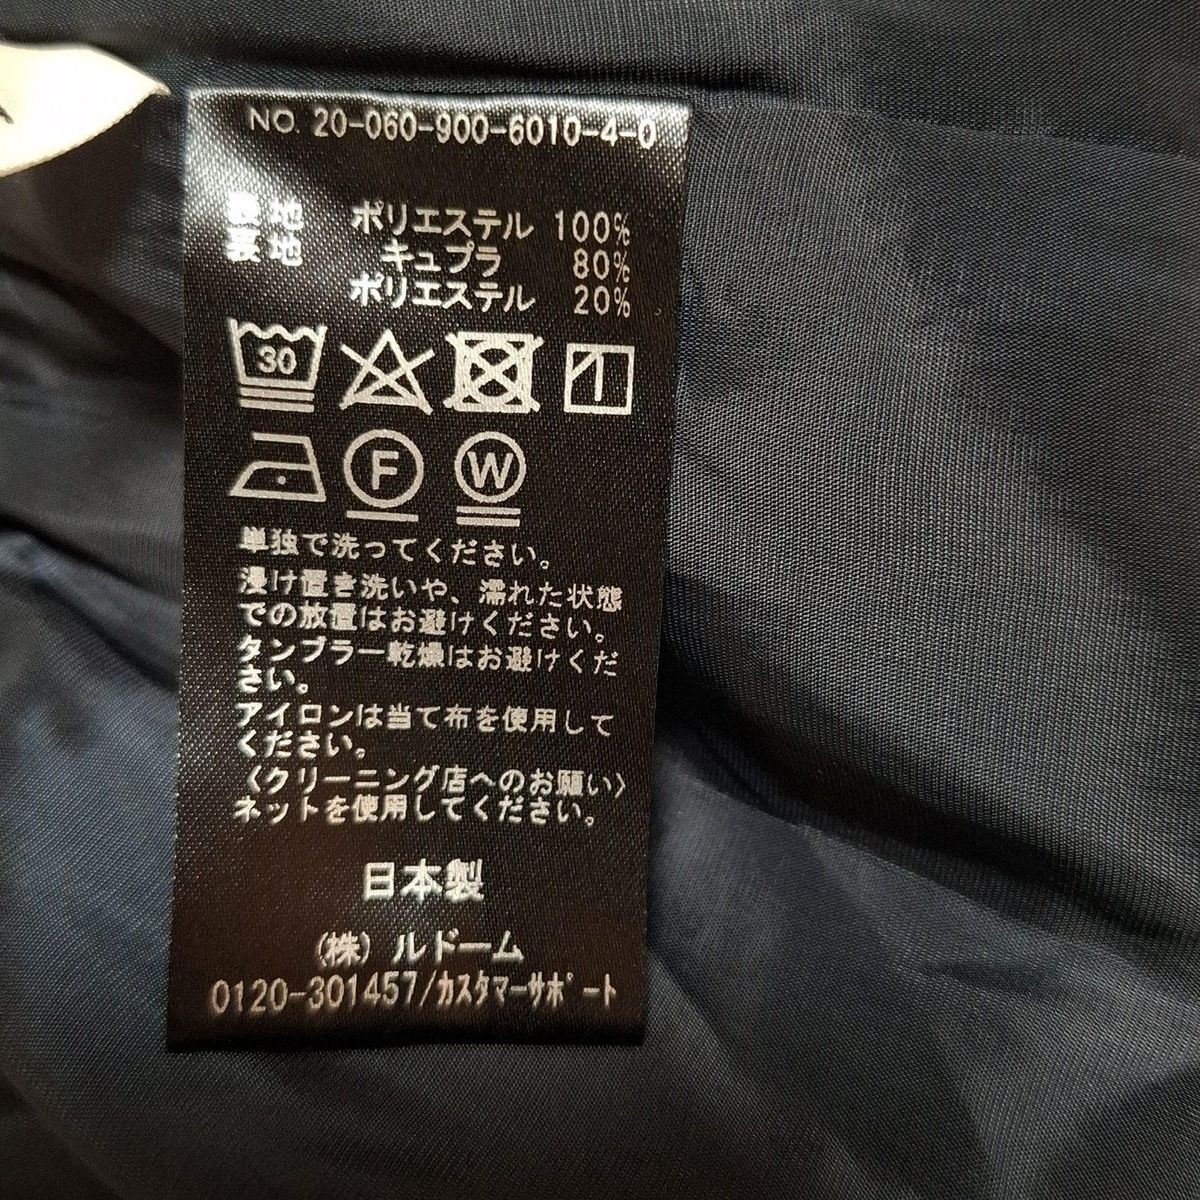 NO. 20-060-900-6010-4-0
表 地 ポリエステル 100%
裏 地 キュプラ 80%
ポリエステル 20%
30
F W
単独で洗ってください。
浸け置き洗いや、濡れた状態
での放置はお避けください。
タンブラー乾燥はお避けくだ
さい。
アイロンは当て布を使用して
ください。
〈クリーニング店へのお願い〉
ネットを使用してください。
日本製
(株) ルドーム
0120-301457/カスタマーサポート